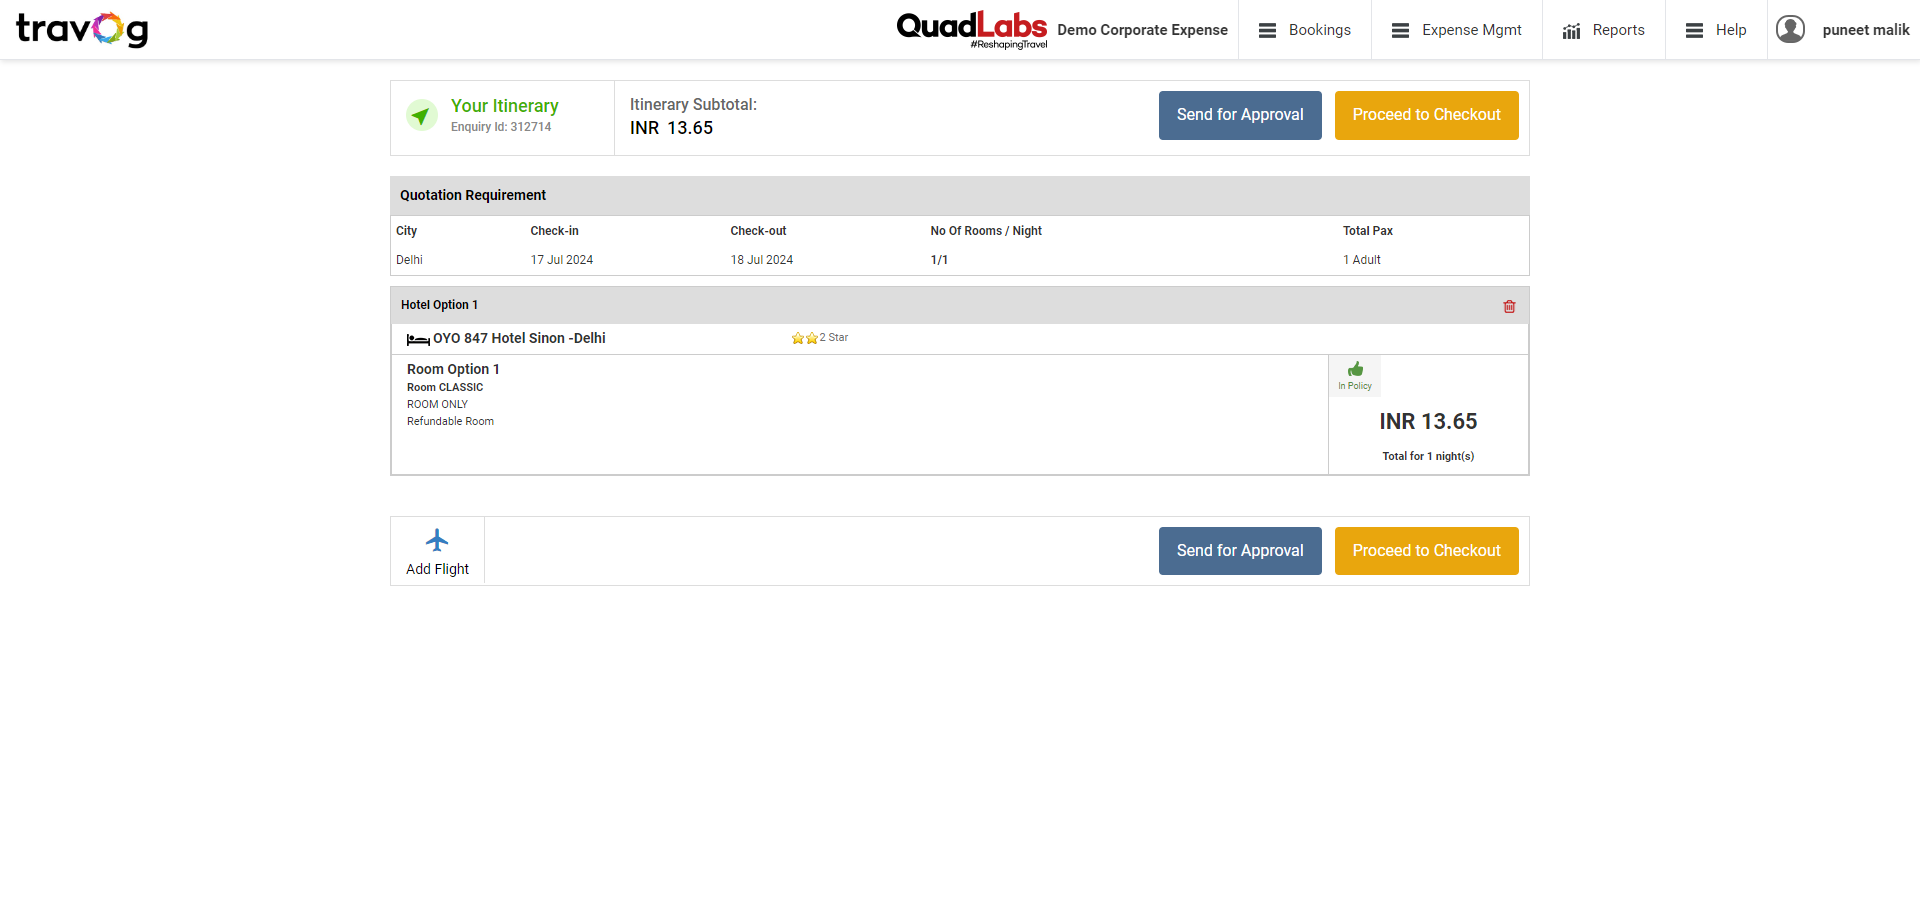 travog
QuadLabs
#ReshapingTravel
Demo Corporate Expense
Bookings
Expense Mgmt
Reports
Help
puneet malik
Your Itinerary
Enquiry Id: 312714
Itinerary Subtotal:
INR 13.65
Send for Approval
Proceed to Checkout
Quotation Requirement
City Check-in Check-out No Of Rooms / Night Total Pax
Delhi 17 Jul 2024 18 Jul 2024 1/1 1 Adult
Hotel Option 1
OYO 847 Hotel Sinon -Delhi 2 Star
Room Option 1
Room CLASSIC
ROOM ONLY
Refundable Room
In Policy
INR 13.65
Total for 1 night(s)
Add Flight
Send for Approval
Proceed to Checkout